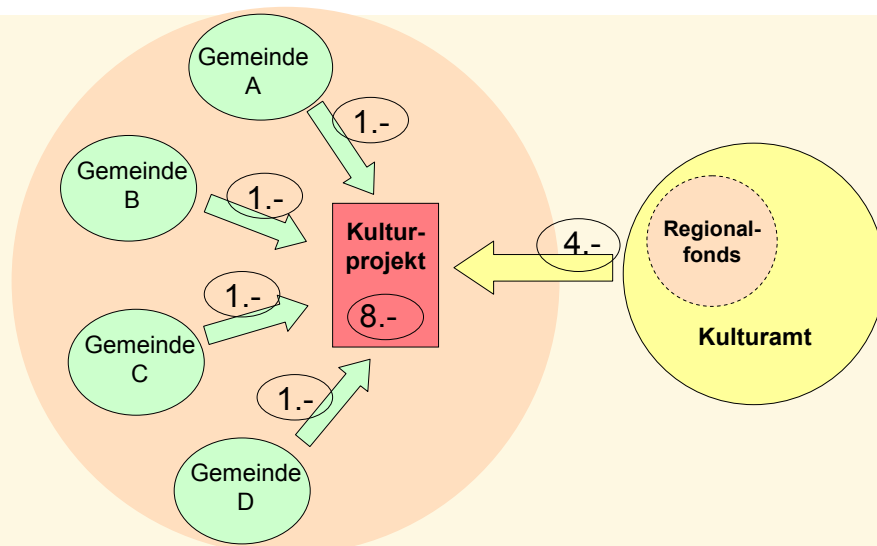 Gemeinde
A
1.-
Gemeinde
B
1.-
Kultur-
projekt
8.-
4.-
Regional-
fonds
Kulturamt
1.-
Gemeinde
C
1.-
Gemeinde
D